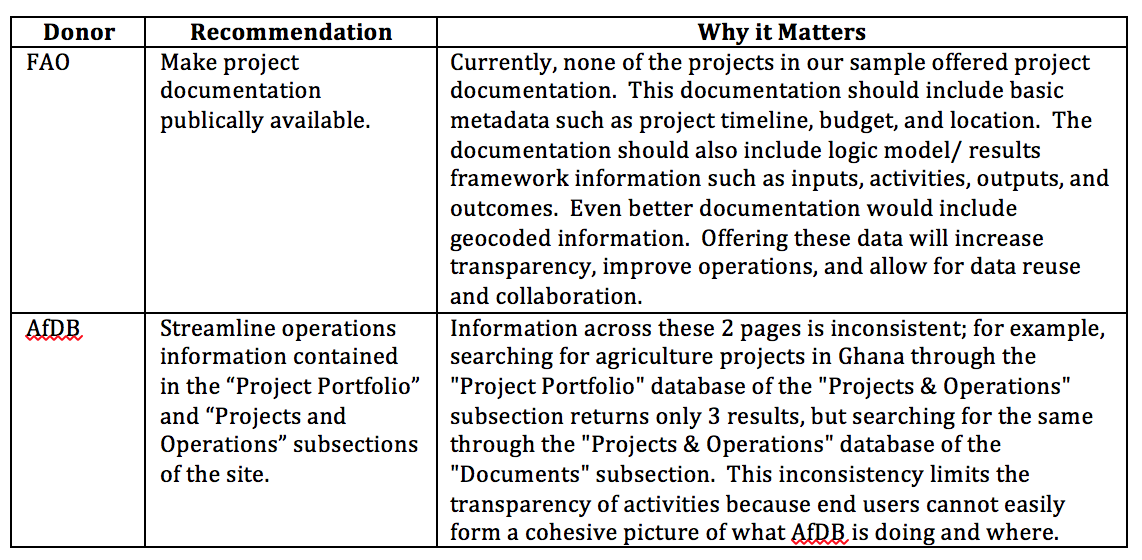 Donor Recommendation Why it Matters
FAO
Make project
documentation
publically available.
Currently, none of the projects in our sample offered project
documentation.  This documentation should include basic
metadata such as project timeline, budget, and location.  The
documentation should also include logic model/ results
framework information such as inputs, activities, outputs, and
outcomes.  Even better documentation would include
geocoded information.  Offering these data will increase
transparency, improve operations, and allow for data reuse
and collaboration.
AfDB
Streamline operations
information contained
in the “Project Portfolio”
and “Projects and
Operations” subsections
of the site.
Information across these 2 pages is inconsistent; for example,
searching for agriculture projects in Ghana through the
"Project Portfolio" database of the "Projects & Operations"
subsection returns only 3 results, but searching for the same
through the "Projects & Operations" database of the
"Documents" subsection.  This inconsistency limits the
transparency of activities because end users cannot easily
form a cohesive picture of what AfDB is doing and where.